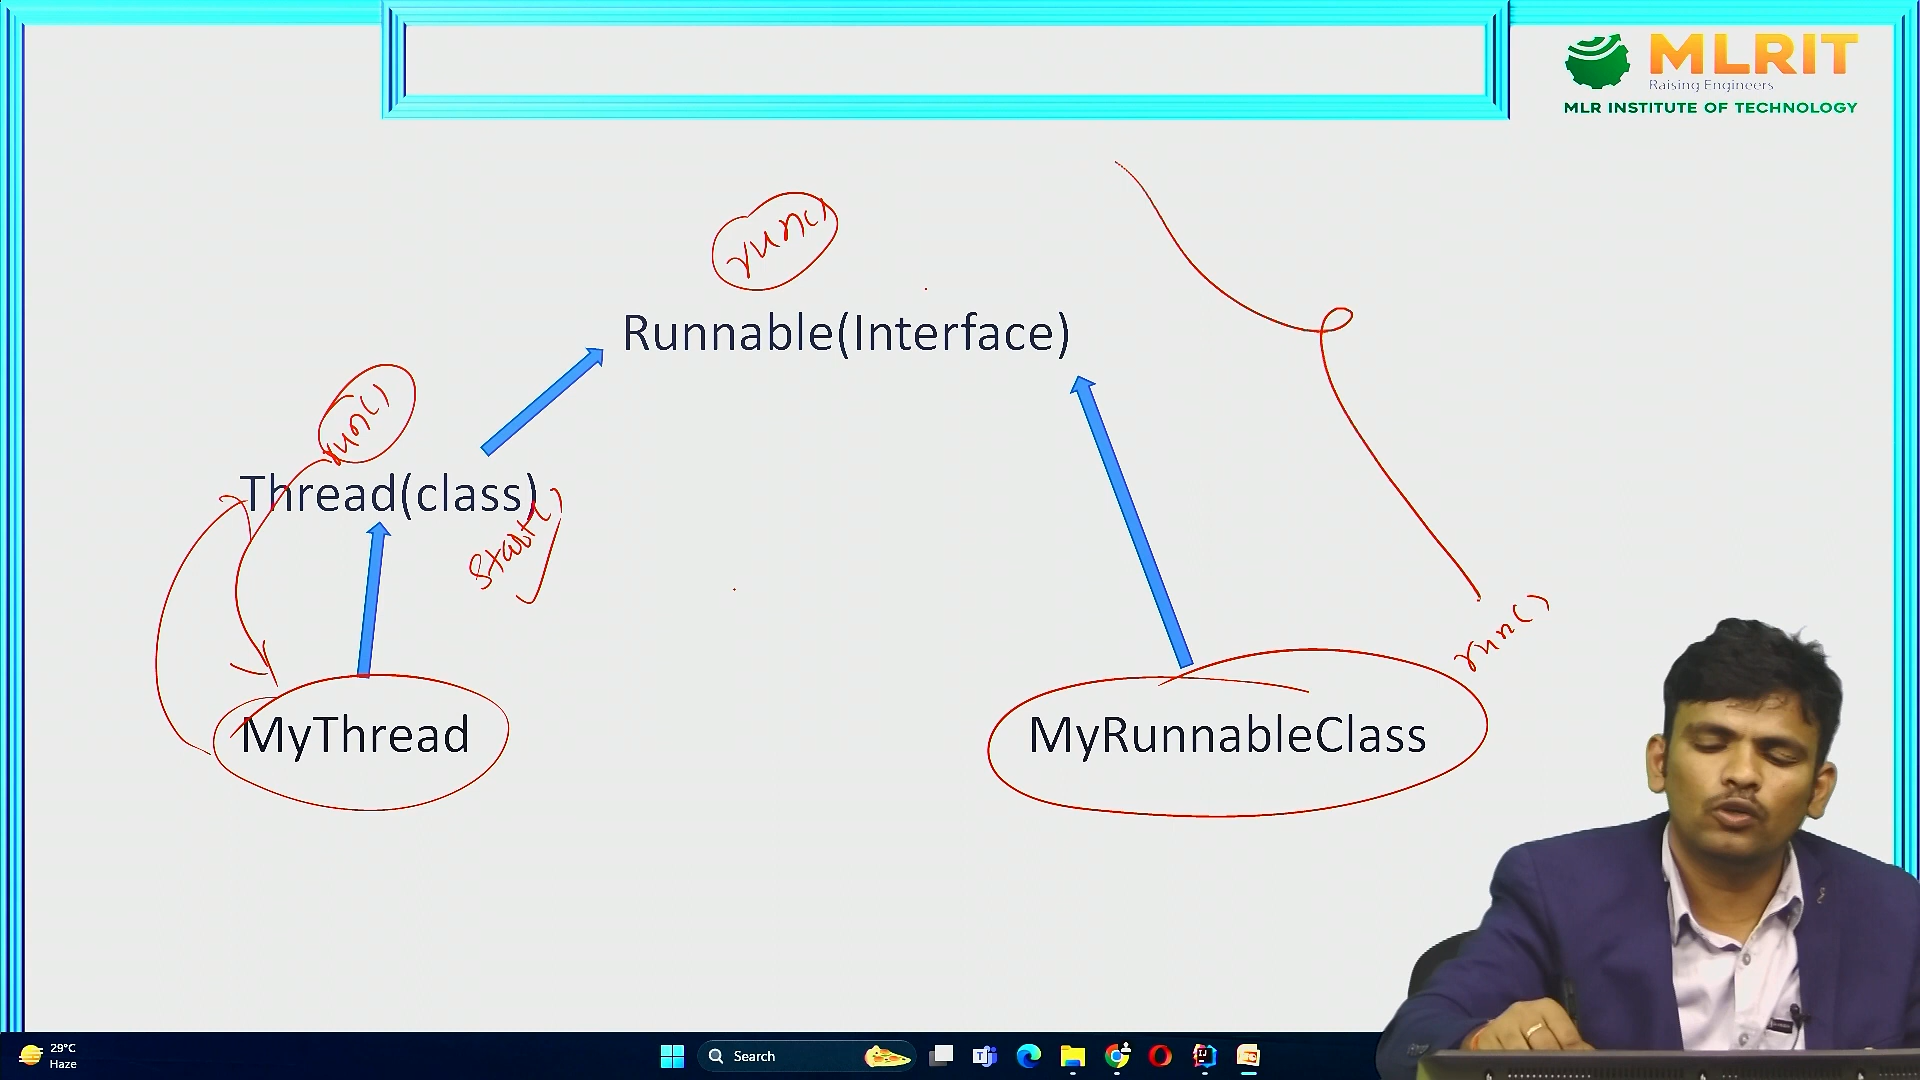 MLRIT
Raising Engineers
MLR INSTITUTE OF TECHNOLOGY
run()
Runnable(Interface)
run()
Thread(class)
start()
run()
MyThread
MyRunnableClass
29°C
Haze
Search